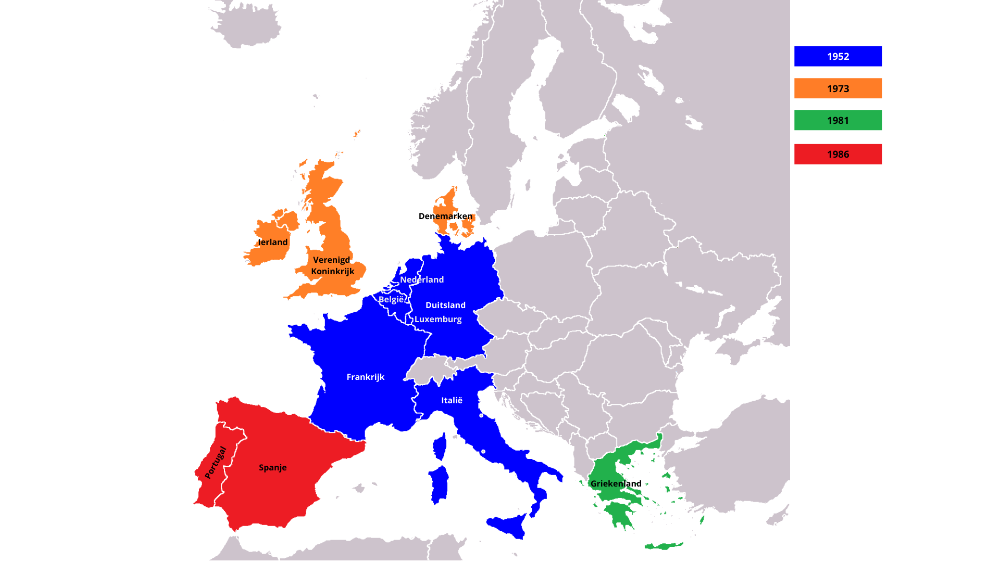 1952
1973
1981
1986
Denemarken
Ierland
Verenigd
Koninkrijk
Nederland
België
Duitsland
Luxemburg
Frankrijk
Italië
Portugal
Spanje
Griekenland